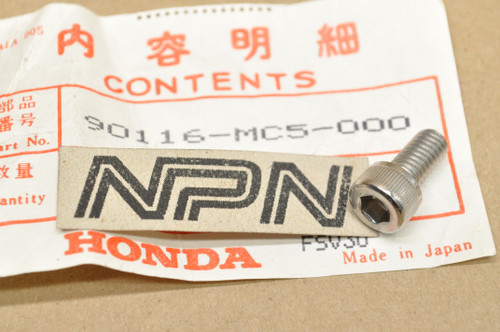 内容明細
CONTENTS
部品
番号
90116-MC5-000
art No.
数量
antity
NPN
HONDA
FSV30
Made in Japan